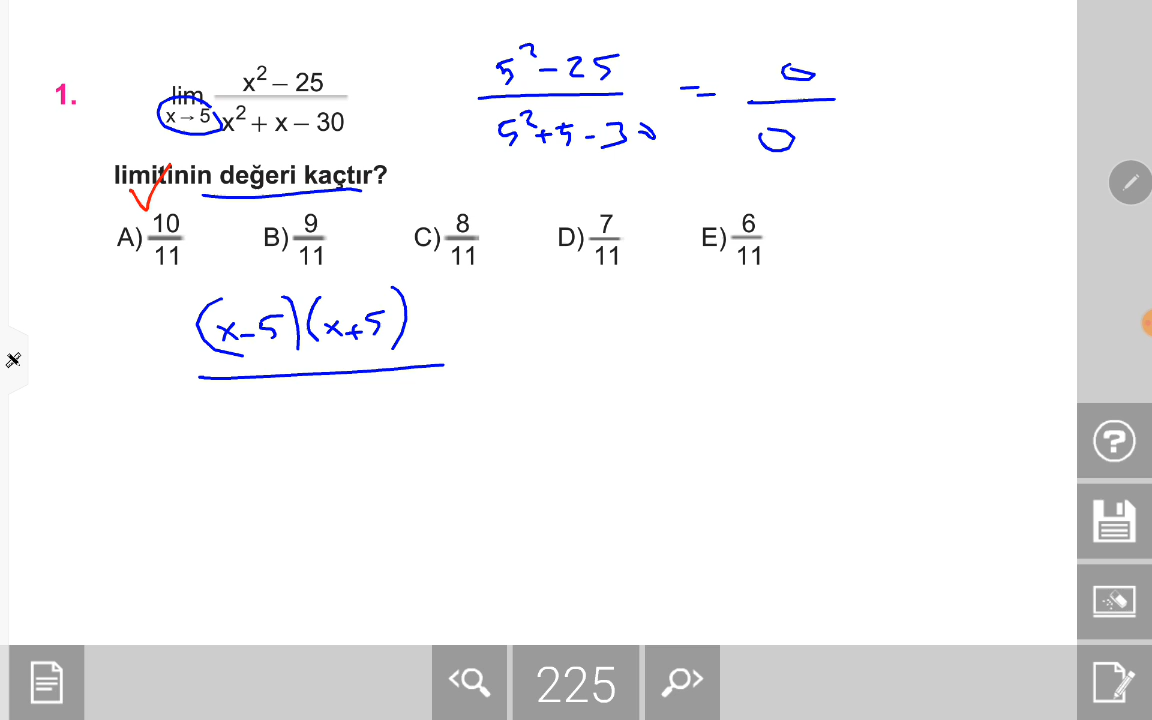 1. lim x→5 (x² – 25)/(x² + x – 30)
(5² – 25)/(5² + 5 – 30) = 0/0
limitinin değeri kaçtır?
A) 10/11 B) 9/11 C) 8/11 D) 7/11 E) 6/11
(x – 5)(x + 5)
225